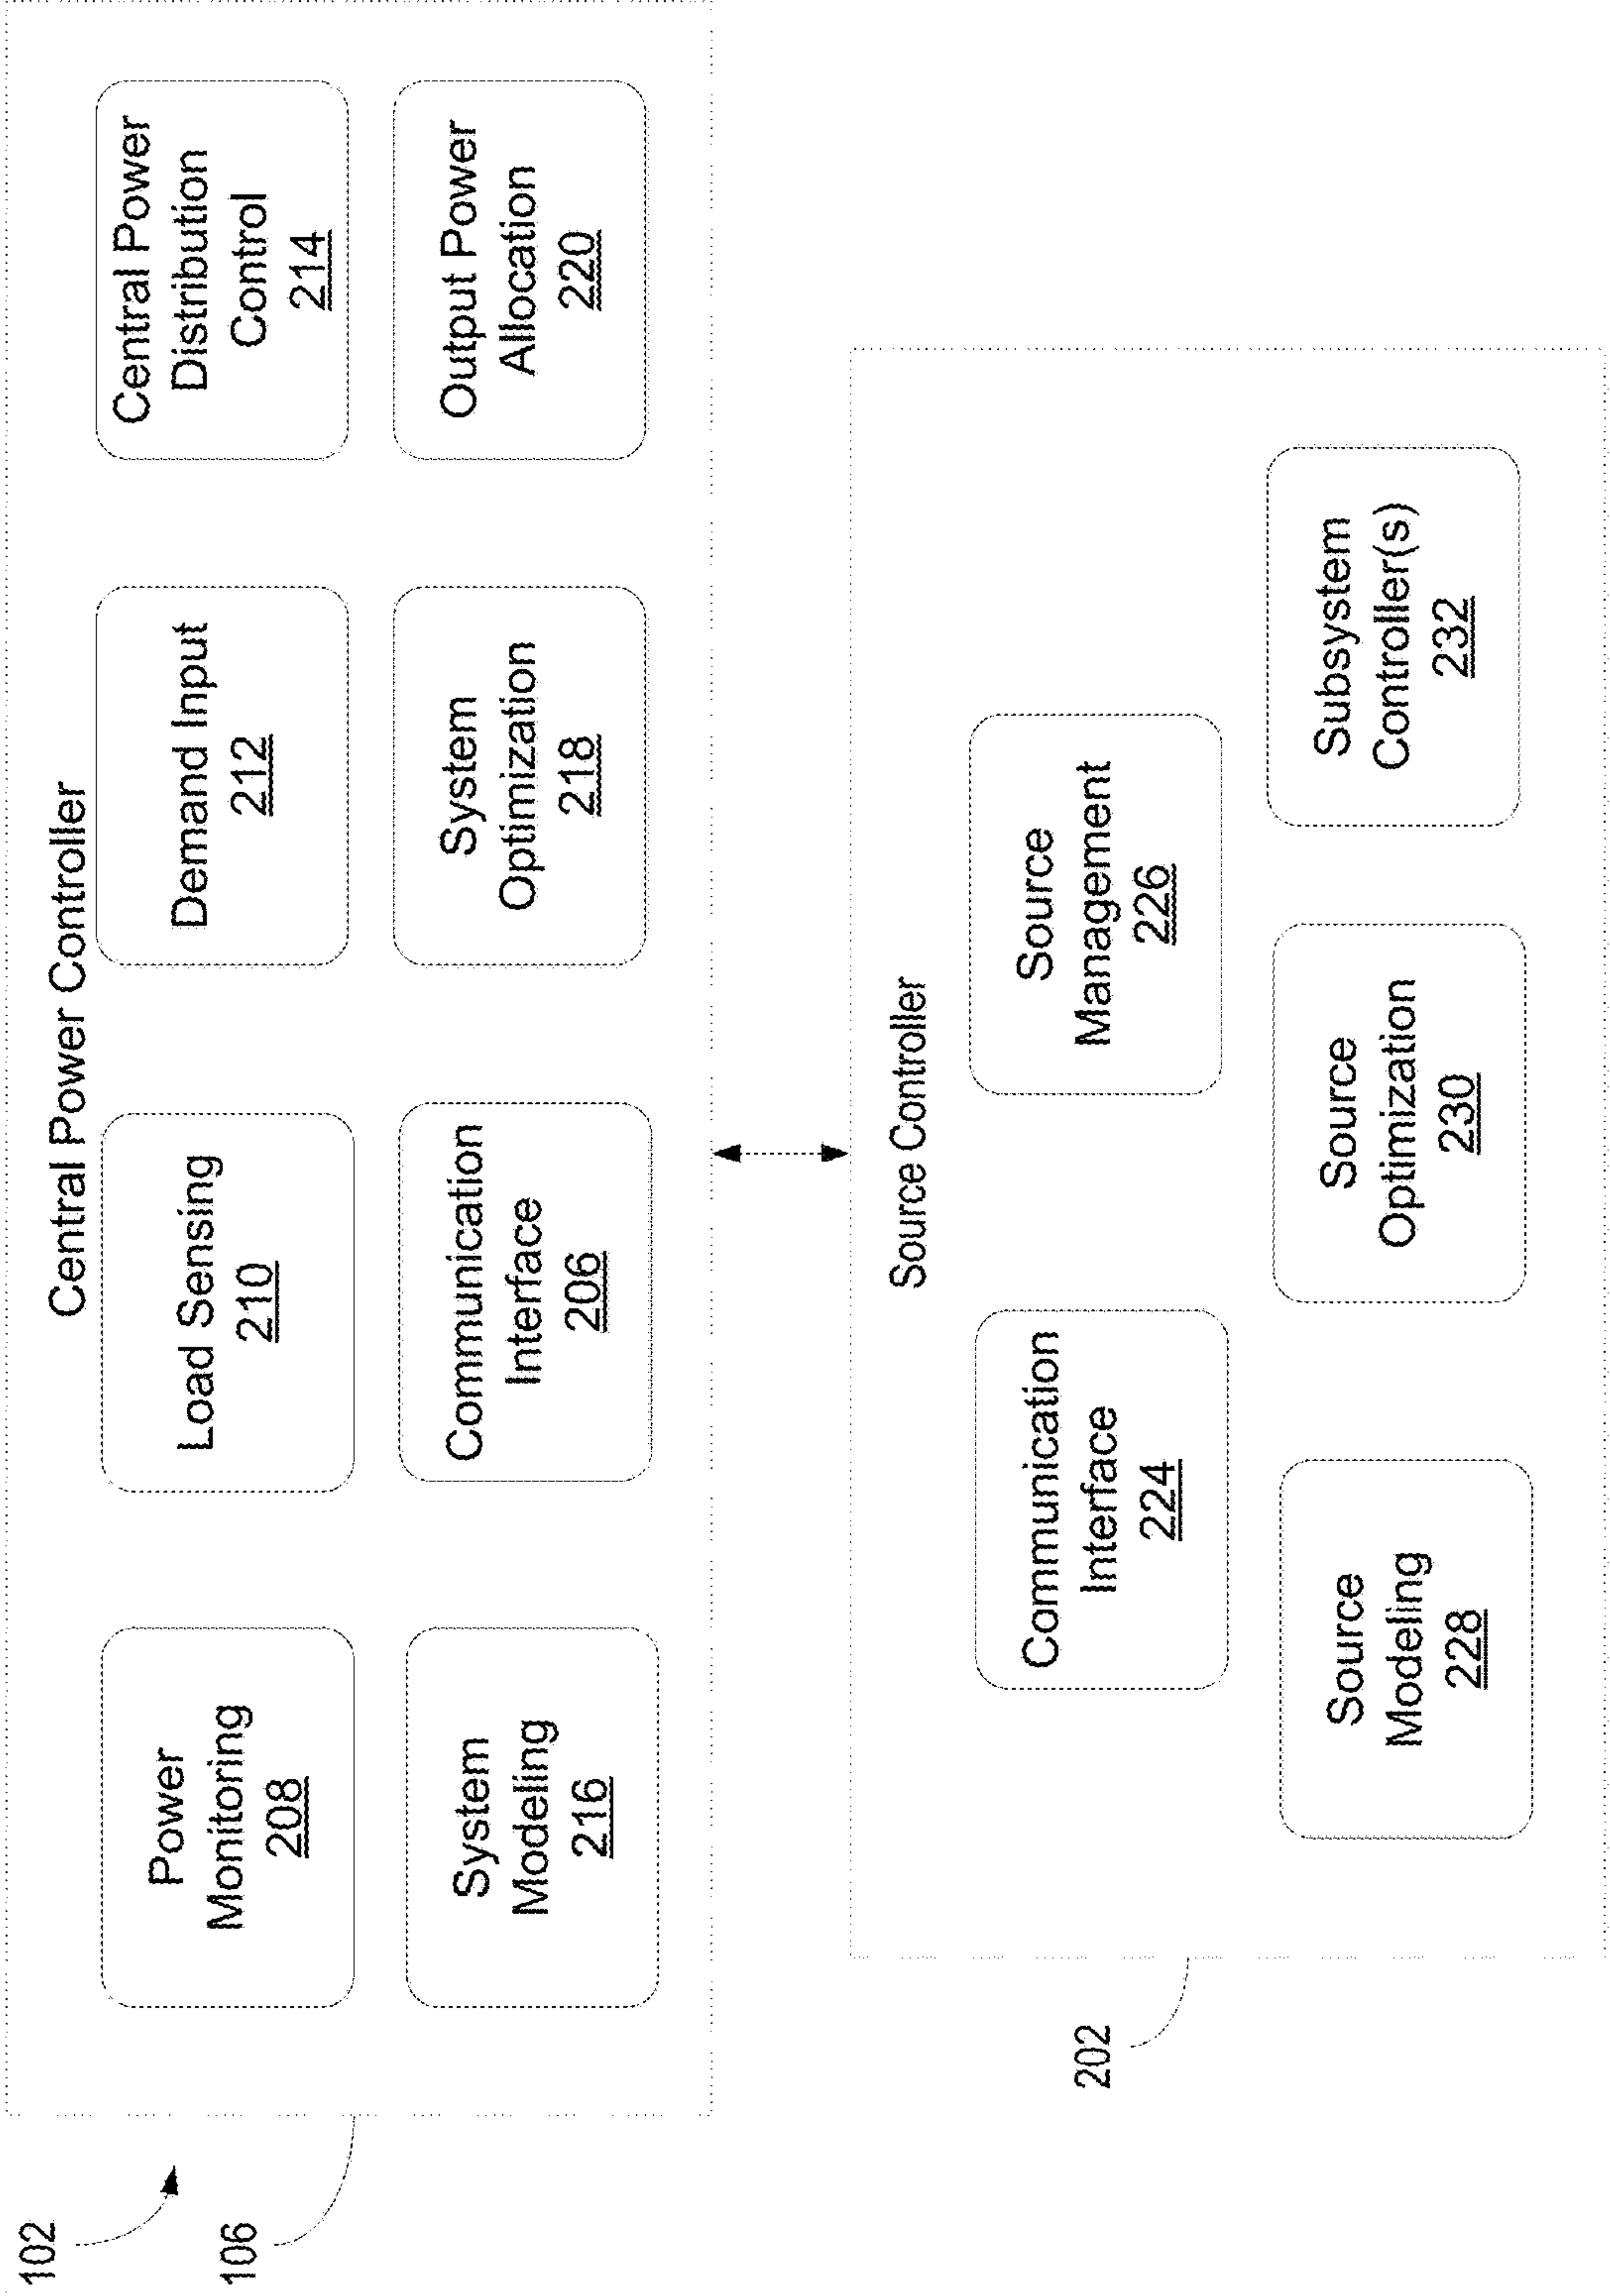 102
106
Central Power Controller
Power
Monitoring
208
Load Sensing
210
Demand Input
212
Central Power
Distribution
Control
214
System
Modeling
216
Communication
Interface
206
System
Optimization
218
Output Power
Allocation
220
202
Source Controller
Communication
Interface
224
Source
Management
226
Source
Modeling
228
Source
Optimization
230
Subsystem
Controller(s)
232